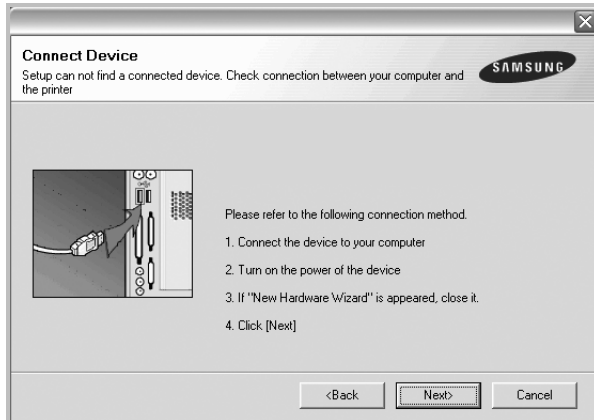 Connect Device
Setup can not find a connected device. Check connection between your computer and
the printer
SAMSUNG
Please refer to the following connection method.
1. Connect the device to your computer
2. Turn on the power of the device
3. If "New Hardware Wizard" is appeared, close it.
4. Click [Next]
<Back
Next>
Cancel